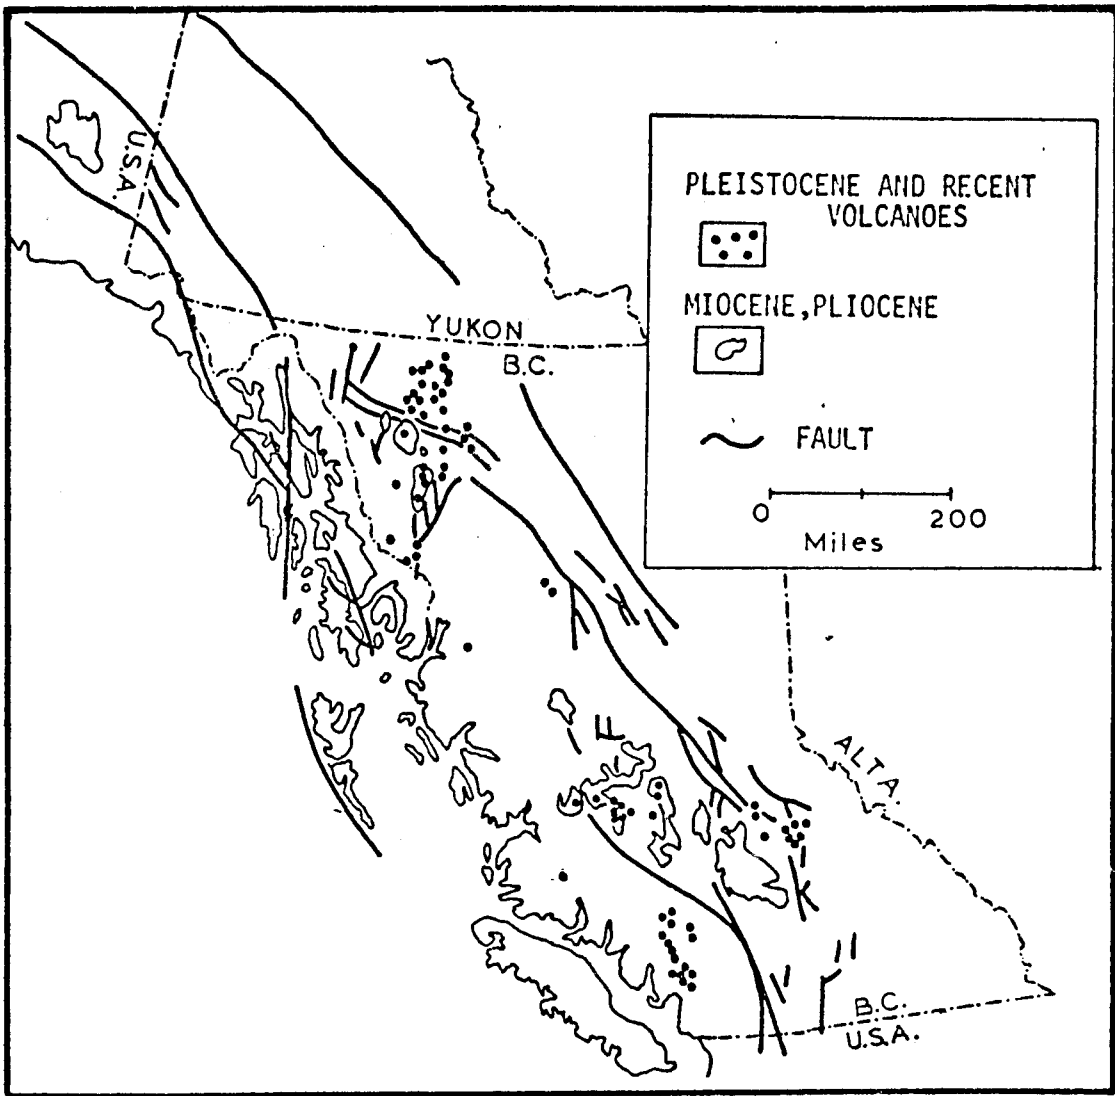 U.S.A.
YUKON
B.C.
PLEISTOCENE AND RECENT
VOLCANOES
MIOCENE,PLIOCENE
FAULT
0 200
Miles
ALTA.
B.C.
U.S.A.